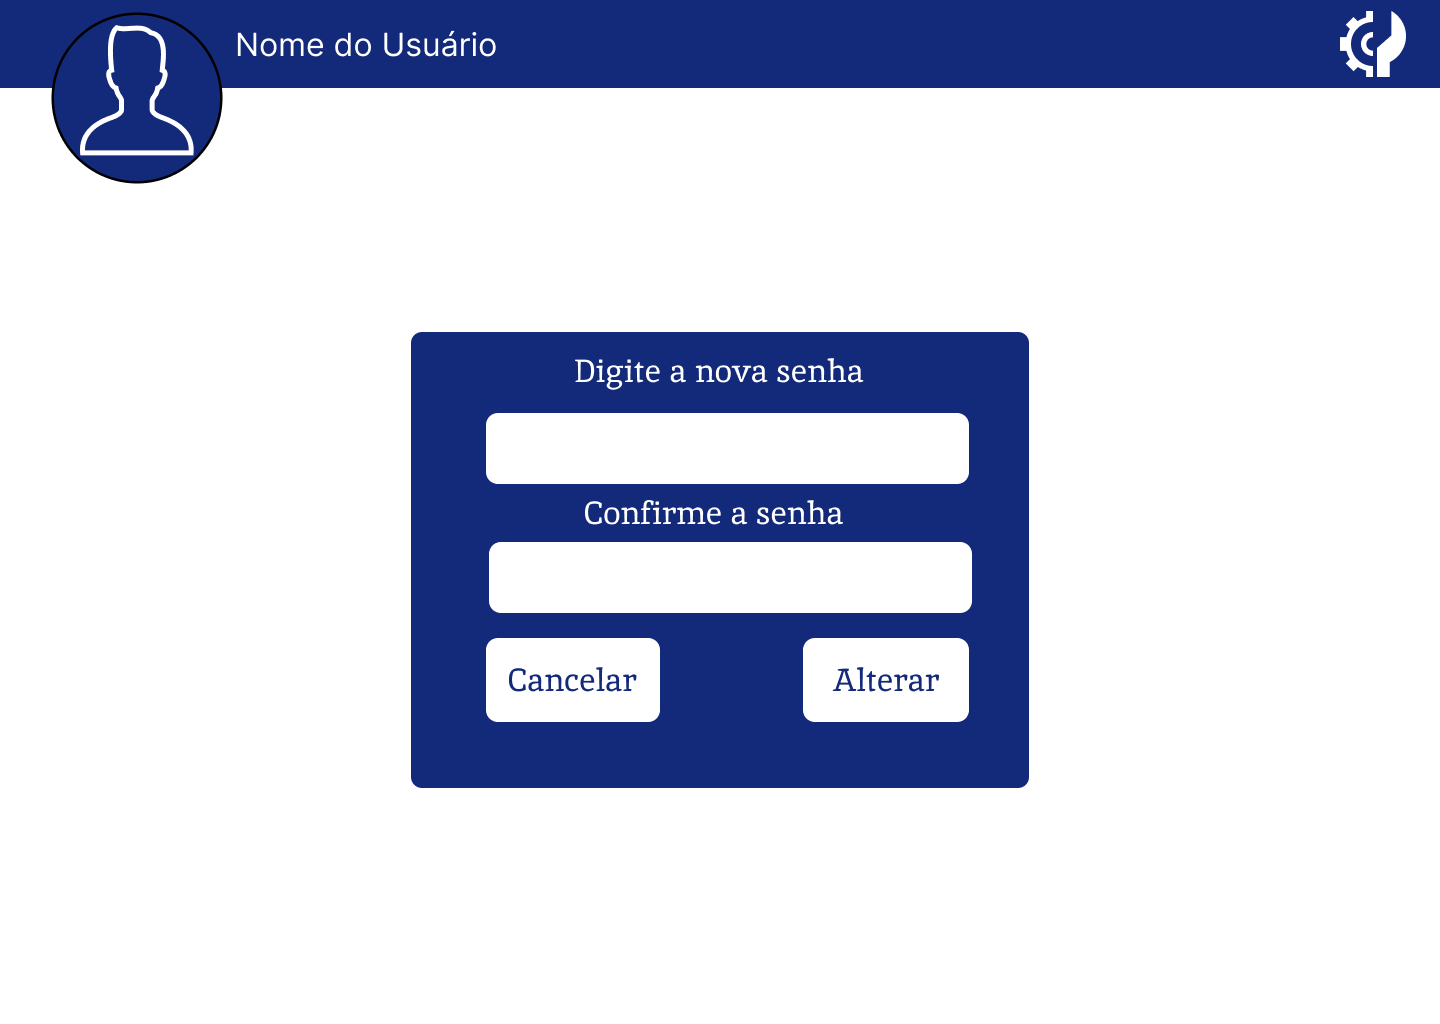 Nome do Usuário
Digite a nova senha
Confirme a senha
Cancelar
Alterar